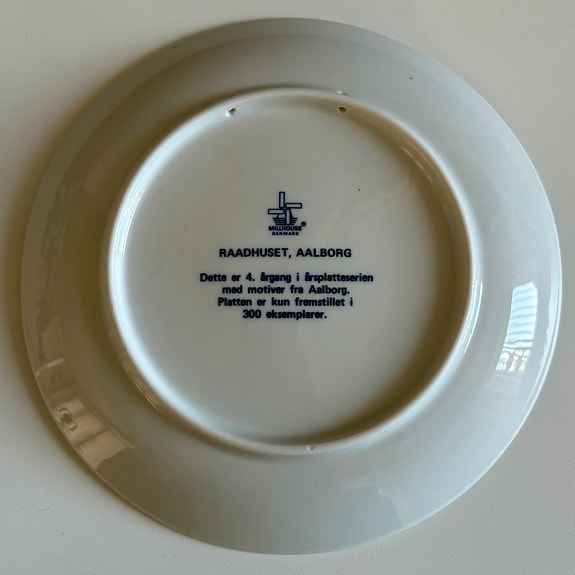 MILLHOUSE ®
DANMARK
RAADHUSET, AALBORG
Dette er 4. årgang i årsplatteserien
med motiver fra Aalborg.
Platten er kun fremstillet i
300 eksemplarer.